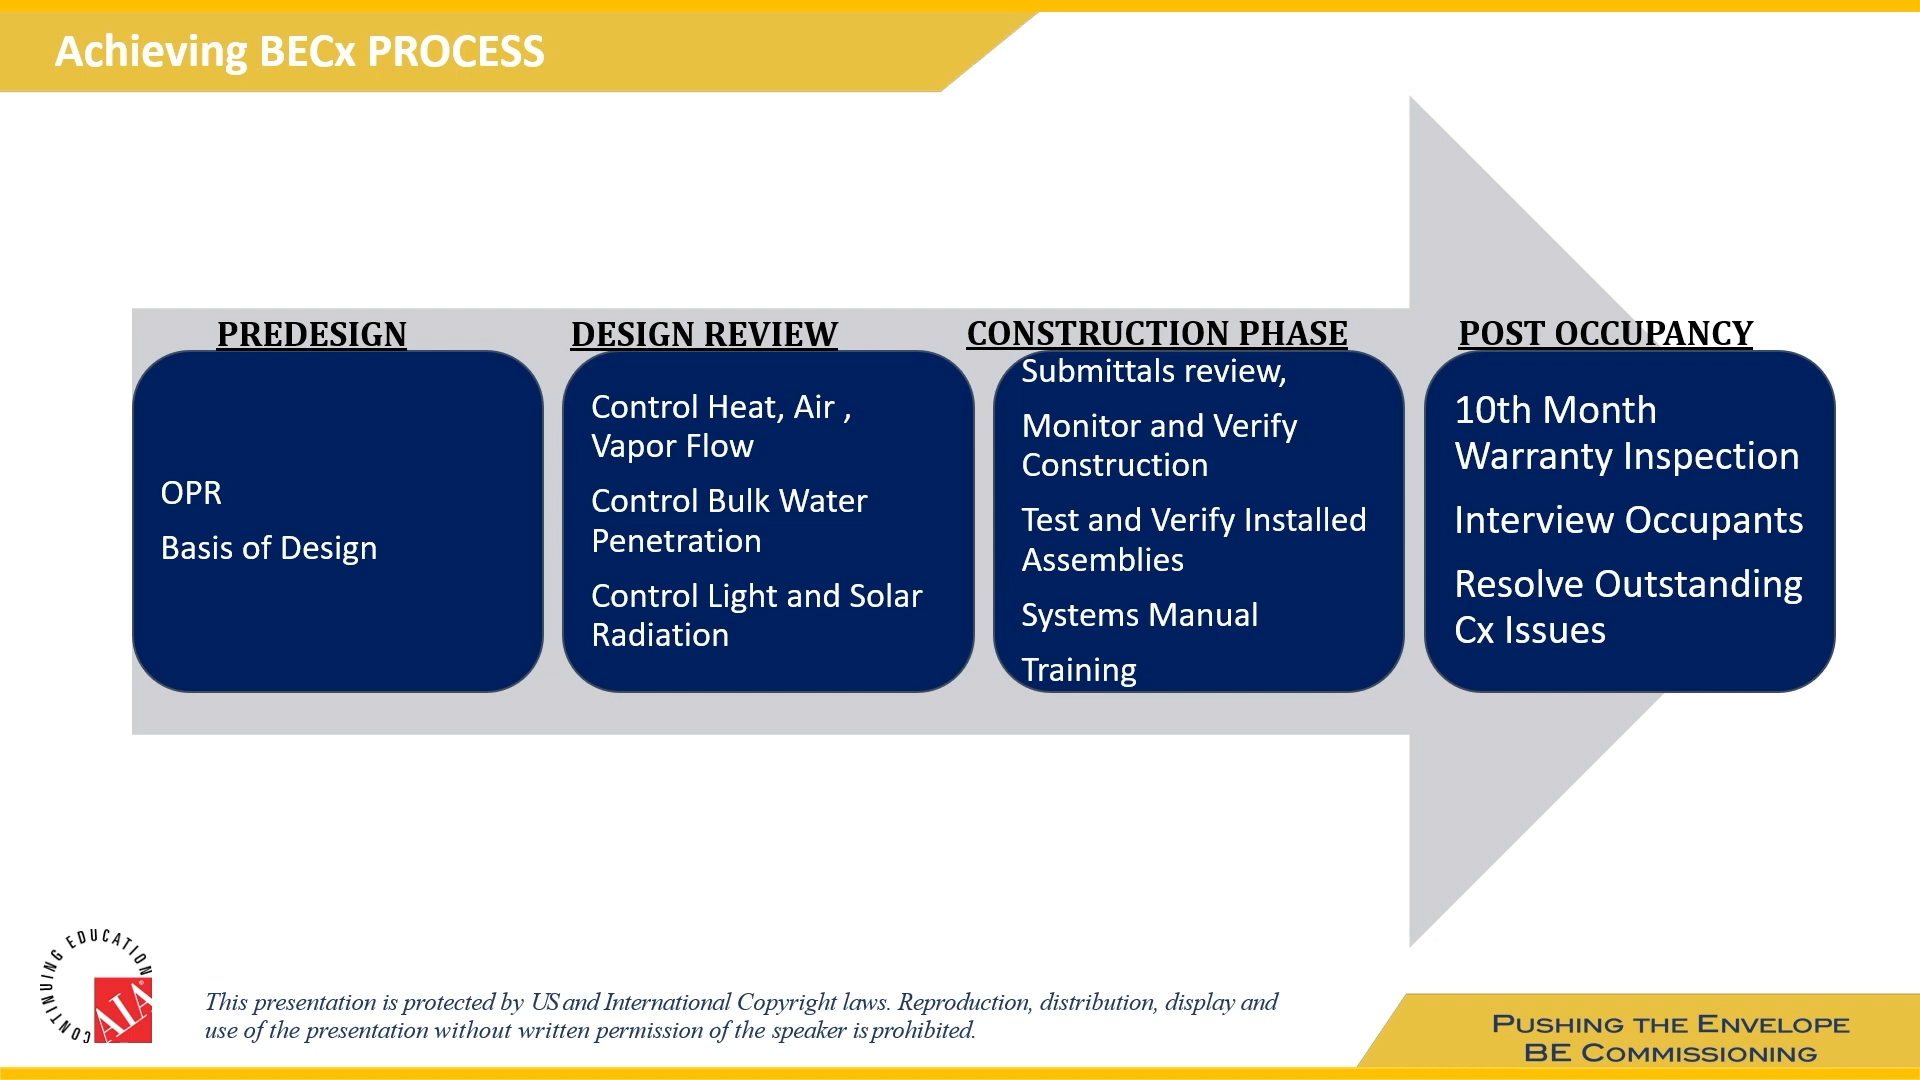 Achieving BECx PROCESS
PREDESIGN
OPR
Basis of Design
DESIGN REVIEW
Control Heat, Air ,
Vapor Flow
Control Bulk Water
Penetration
Control Light and Solar
Radiation
CONSTRUCTION PHASE
Submittals review,
Monitor and Verify
Construction
Test and Verify Installed
Assemblies
Systems Manual
Training
POST OCCUPANCY
10th Month
Warranty Inspection
Interview Occupants
Resolve Outstanding
Cx Issues
CONTINUING EDUCATION
AIA
This presentation is protected by US and International Copyright laws. Reproduction, distribution, display and
use of the presentation without written permission of the speaker is prohibited.
PUSHING THE ENVELOPE
BE COMMISSIONING